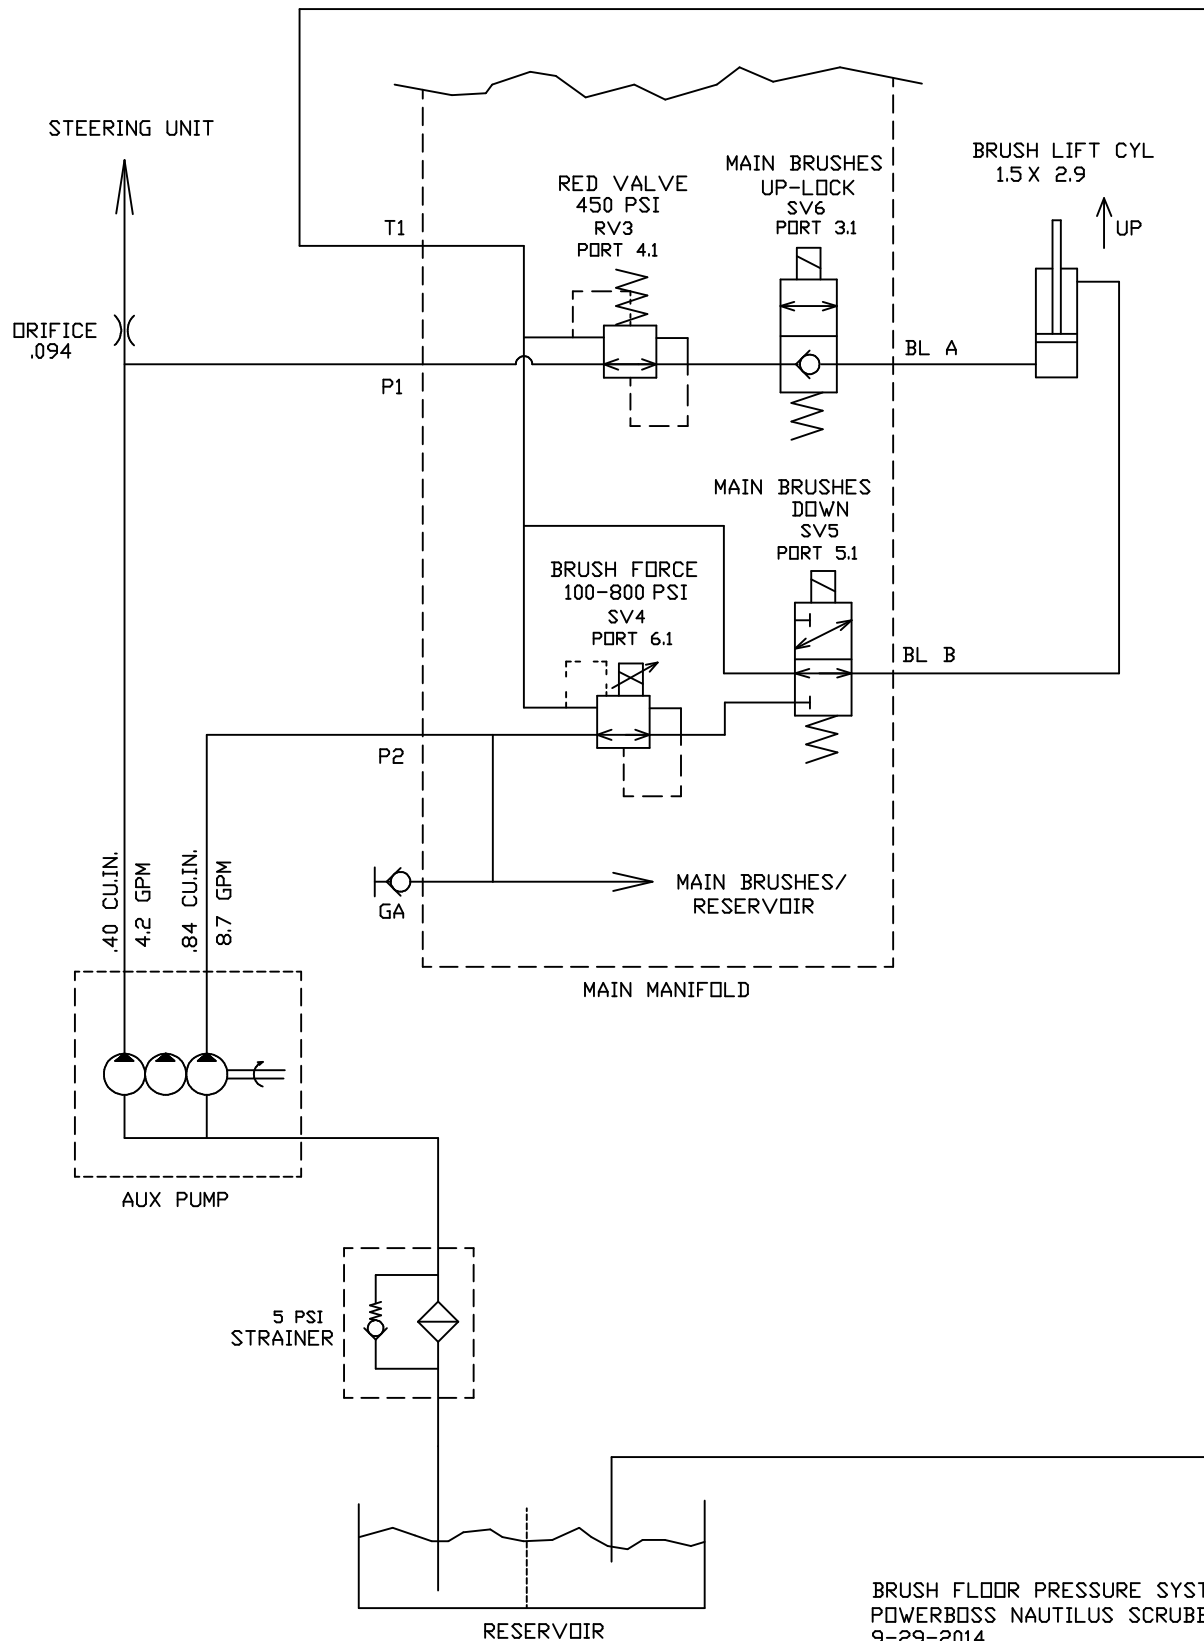 STEERING UNIT
ORIFICE
.094
T1
P1
RED VALVE
450 PSI
RV3
PORT 4.1
MAIN BRUSHES
UP-LOCK
SV6
PORT 3.1
BRUSH LIFT CYL
1.5 X 2.9
UP
BL A
MAIN BRUSHES
DOWN
SV5
PORT 5.1
BRUSH FORCE
100-800 PSI
SV4
PORT 6.1
BL B
P2
.40 CU.IN.
4.2 GPM
.84 CU.IN.
8.7 GPM
GA
MAIN BRUSHES/
RESERVOIR
MAIN MANIFOLD
AUX PUMP
5 PSI
STRAINER
RESERVOIR
BRUSH FLOOR PRESSURE SYST
POWERBOSS NAUTILUS SCRUBB
9-29-2014